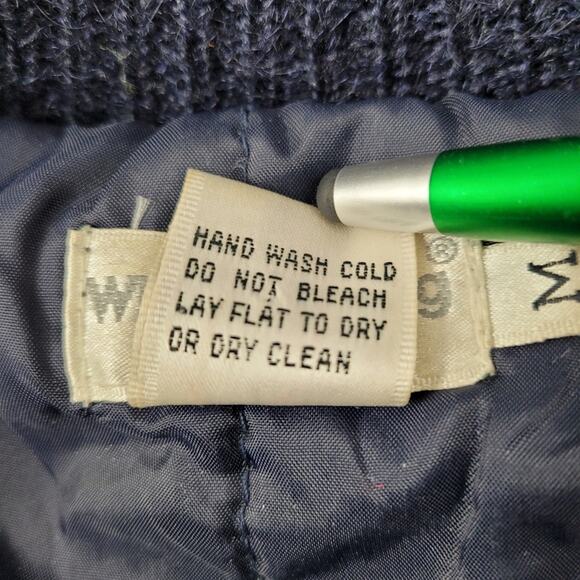 HAND WASH COLD
DO NOT BLEACH
LAY FLAT TO DRY
OR DRY CLEAN
W
g®
M